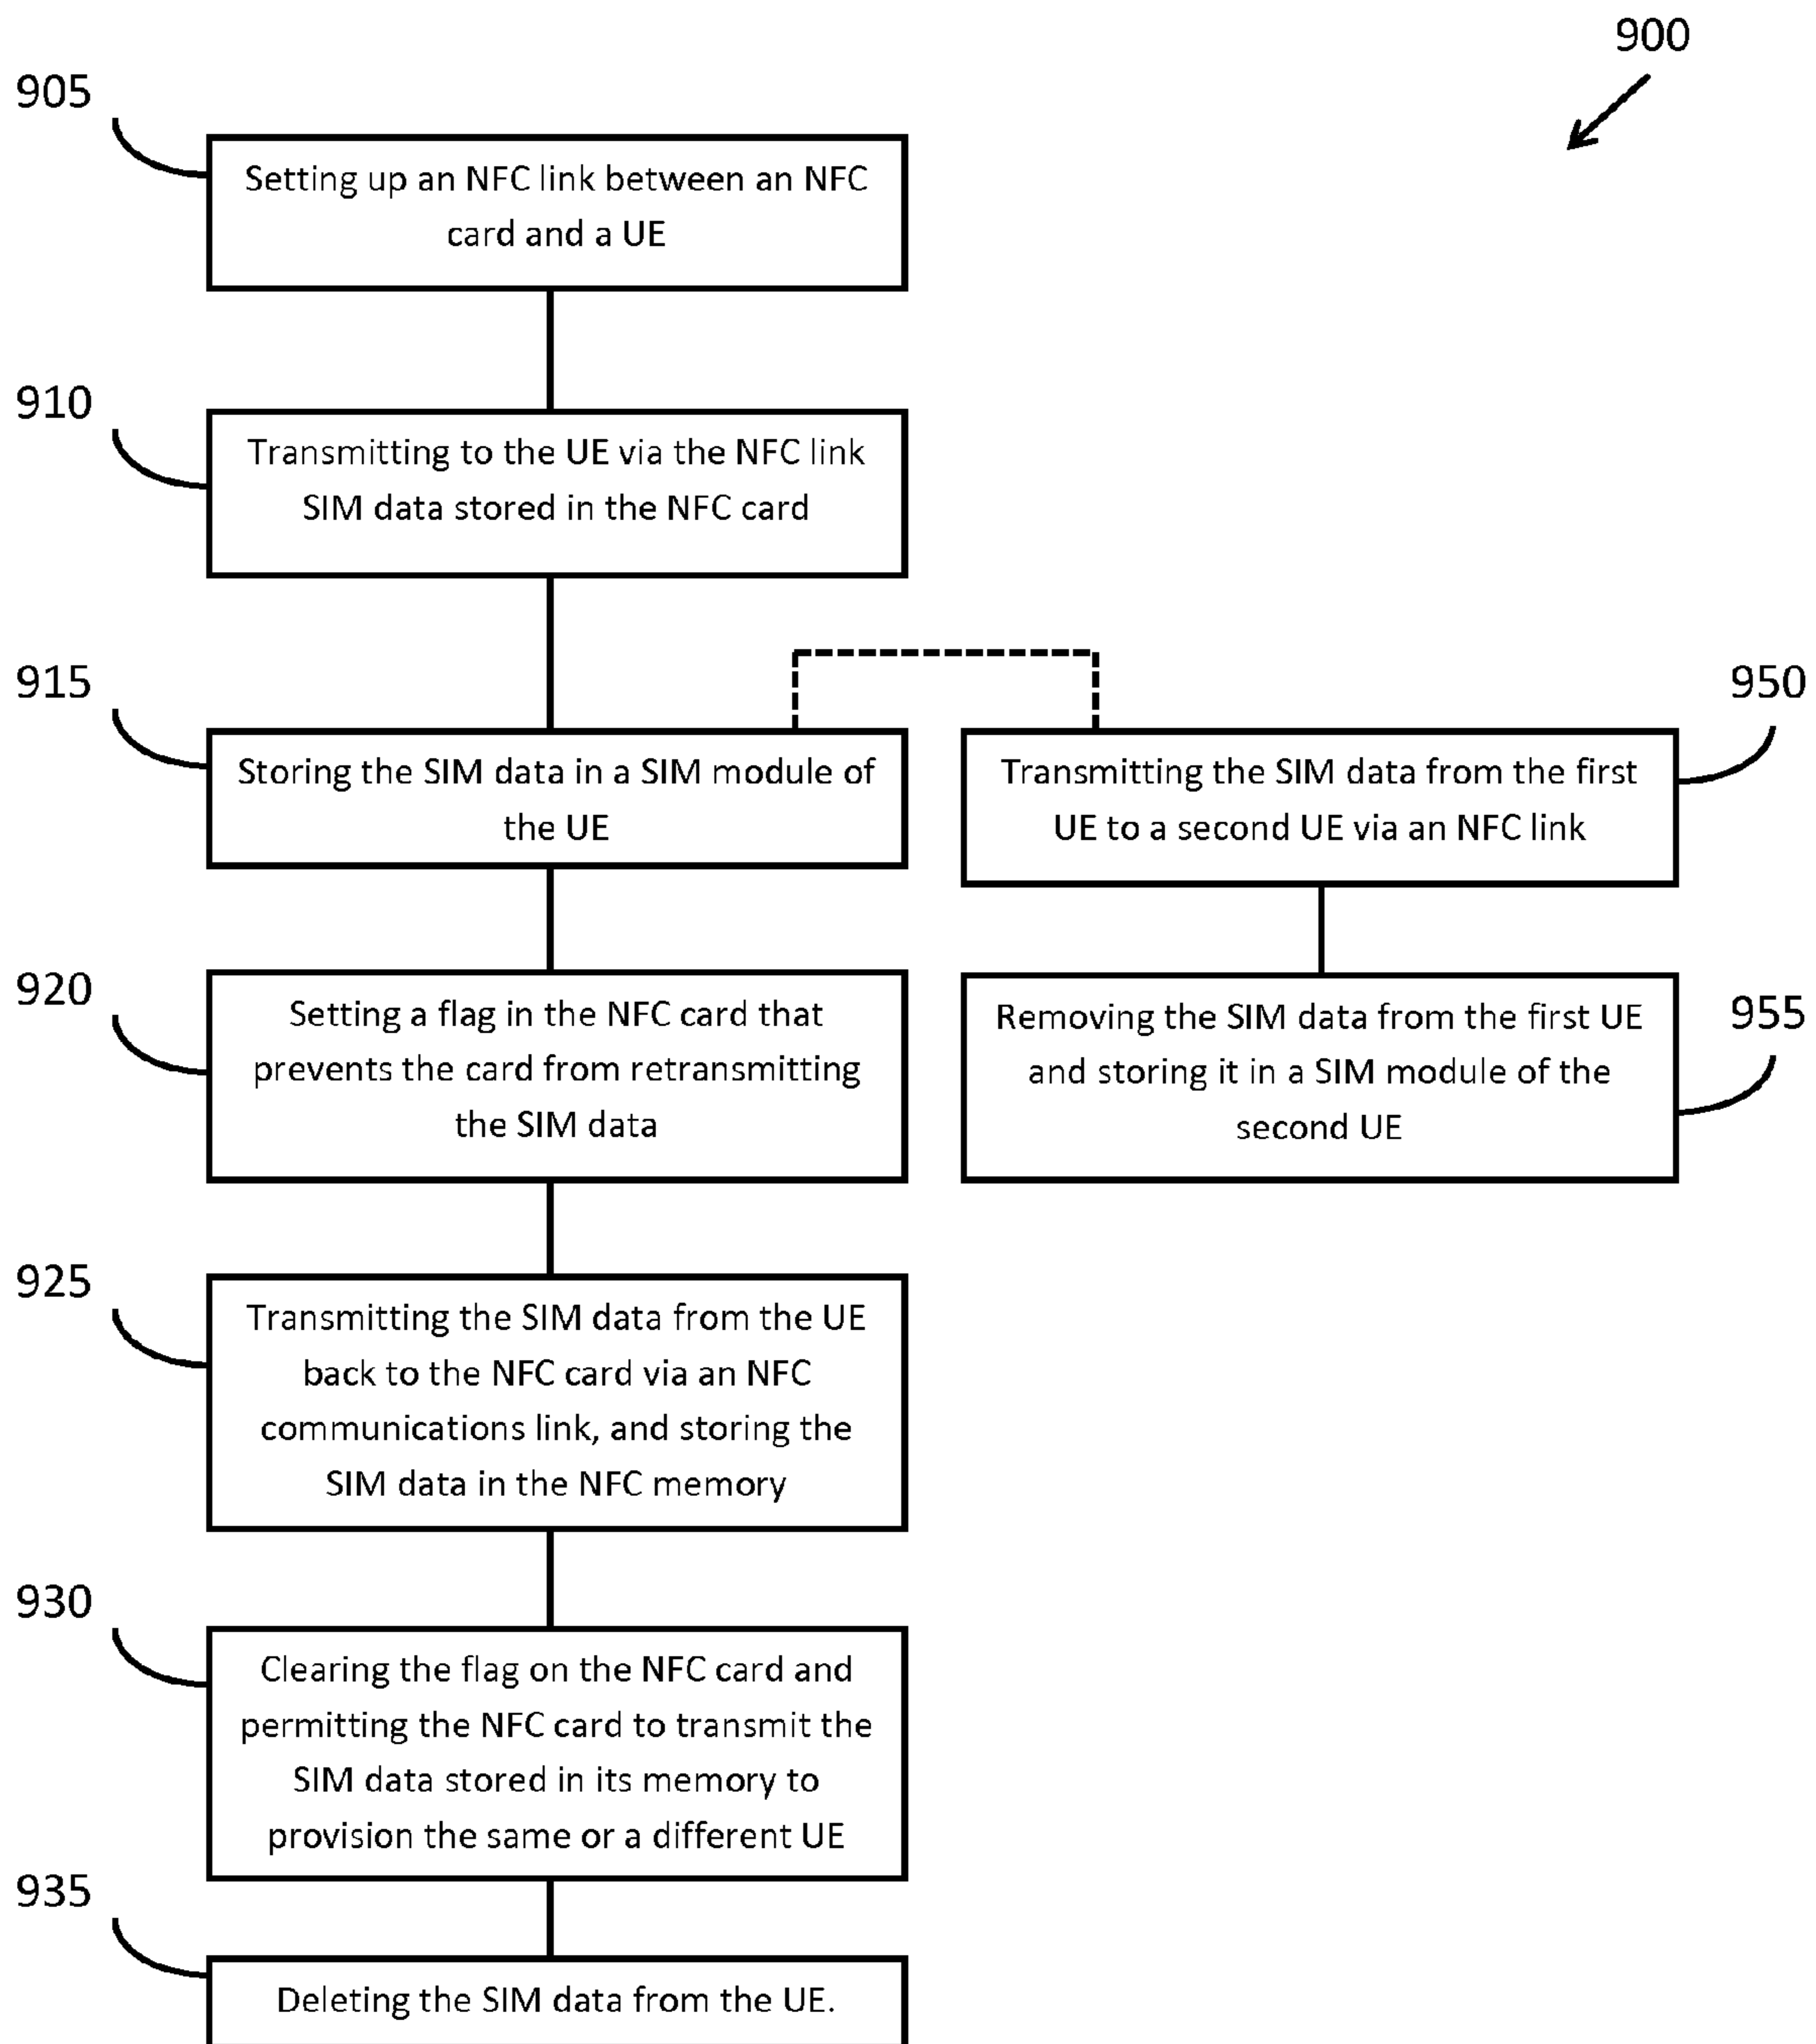 900
905
Setting up an NFC link between an NFC
card and a UE
910
Transmitting to the UE via the NFC link
SIM data stored in the NFC card
915
Storing the SIM data in a SIM module of
the UE
950
Transmitting the SIM data from the first
UE to a second UE via an NFC link
920
Setting a flag in the NFC card that
prevents the card from retransmitting
the SIM data
955
Removing the SIM data from the first UE
and storing it in a SIM module of the
second UE
925
Transmitting the SIM data from the UE
back to the NFC card via an NFC
communications link, and storing the
SIM data in the NFC memory
930
Clearing the flag on the NFC card and
permitting the NFC card to transmit the
SIM data stored in its memory to
provision the same or a different UE
935
Deleting the SIM data from the UE.